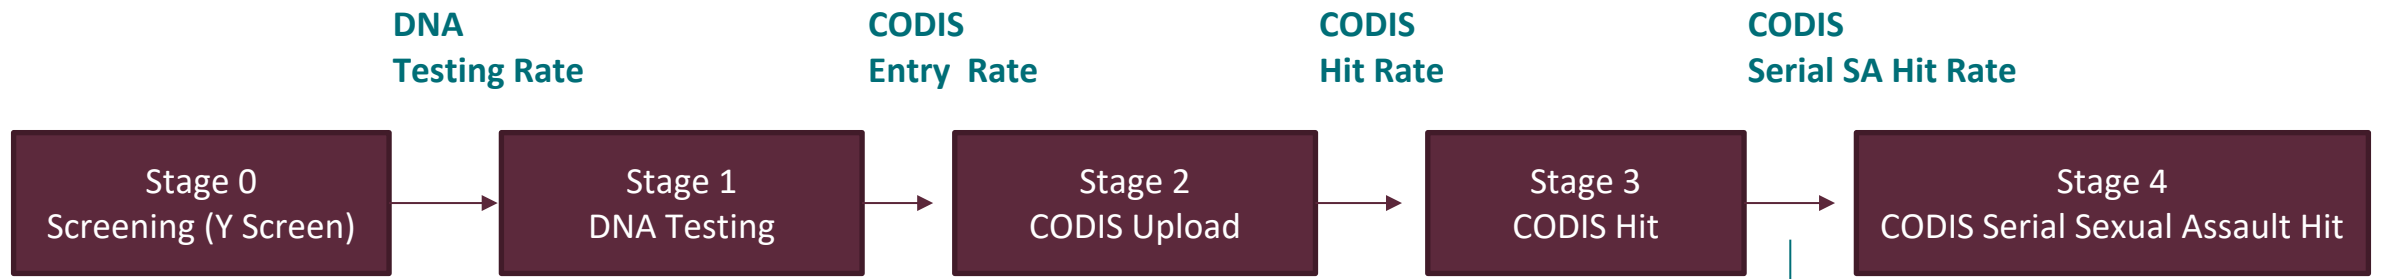 DNA
Testing Rate
CODIS
Entry  Rate
CODIS
Hit Rate
CODIS
Serial SA Hit Rate
Stage 0
Screening (Y Screen)
Stage 1
DNA Testing
Stage 2
CODIS Upload
Stage 3
CODIS Hit
Stage 4
CODIS Serial Sexual Assault Hit